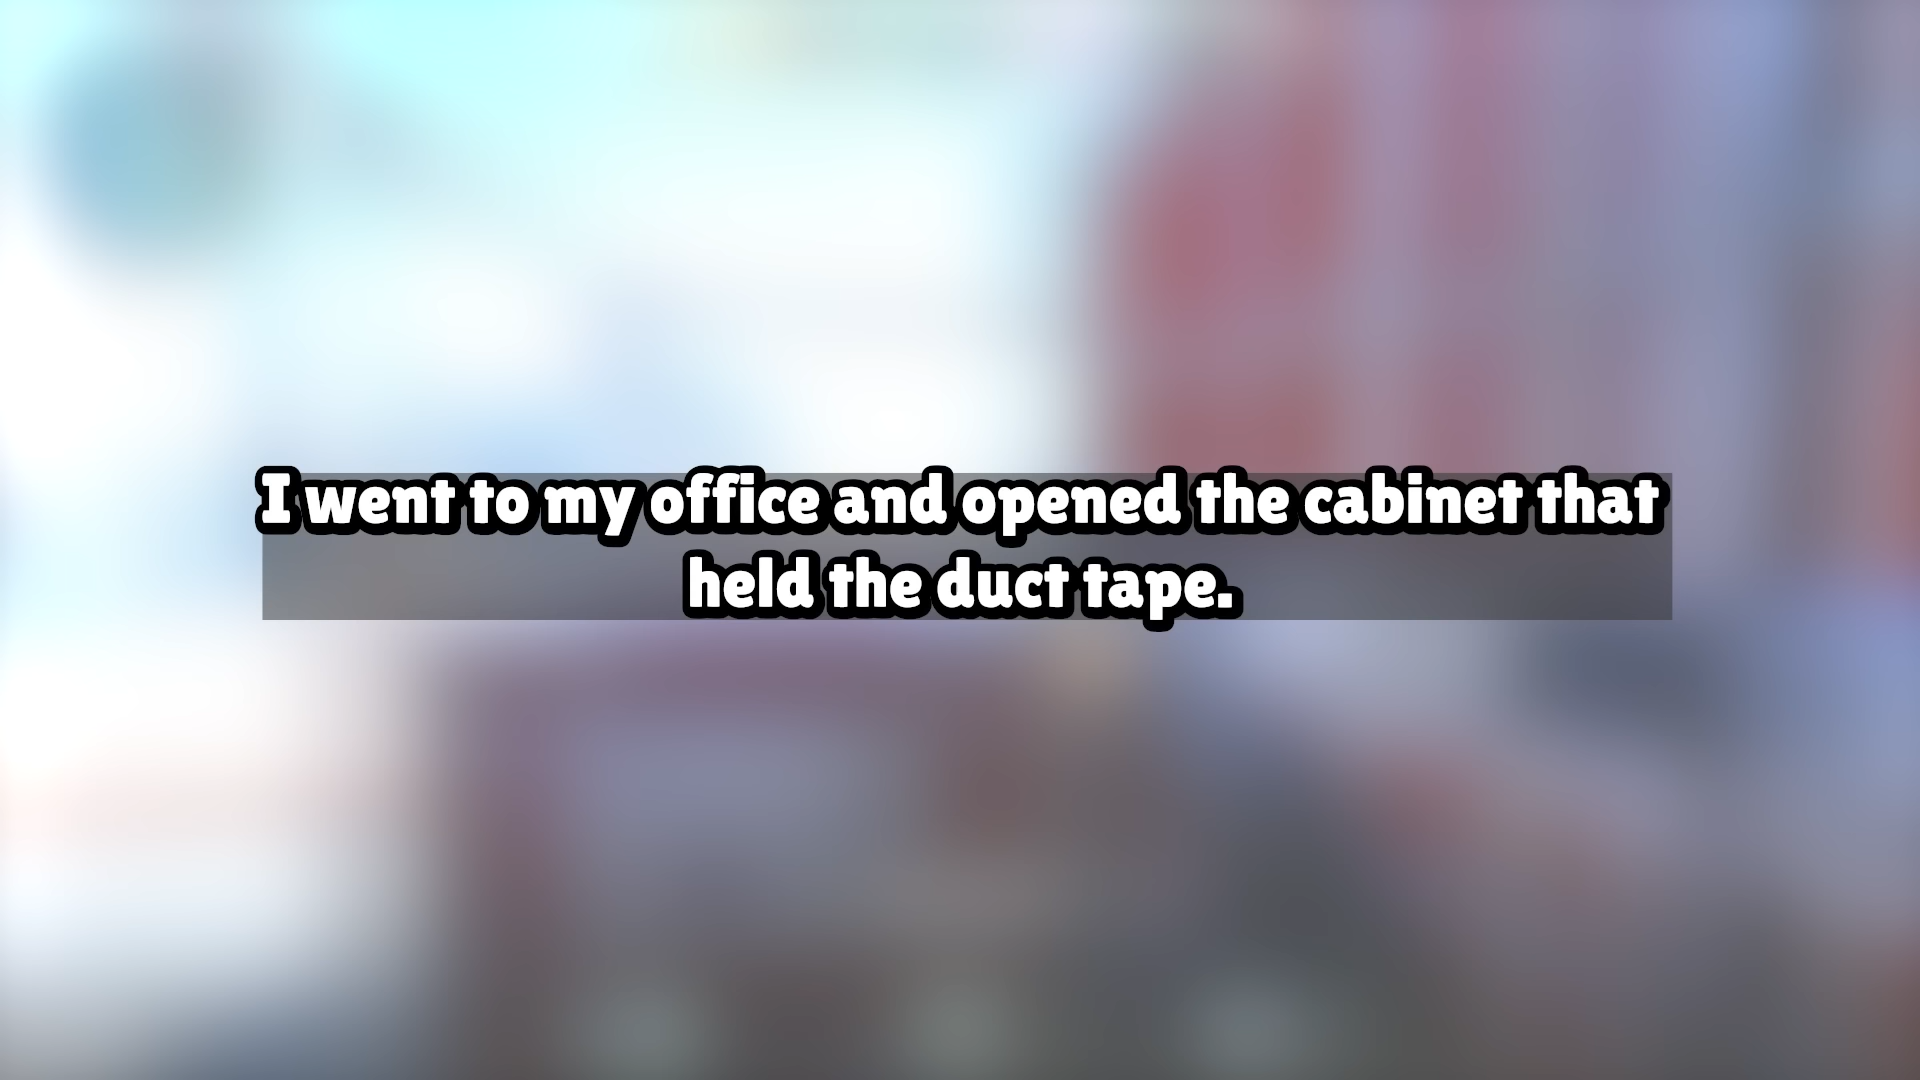 I went to my office and opened the cabinet that
held the duct tape.